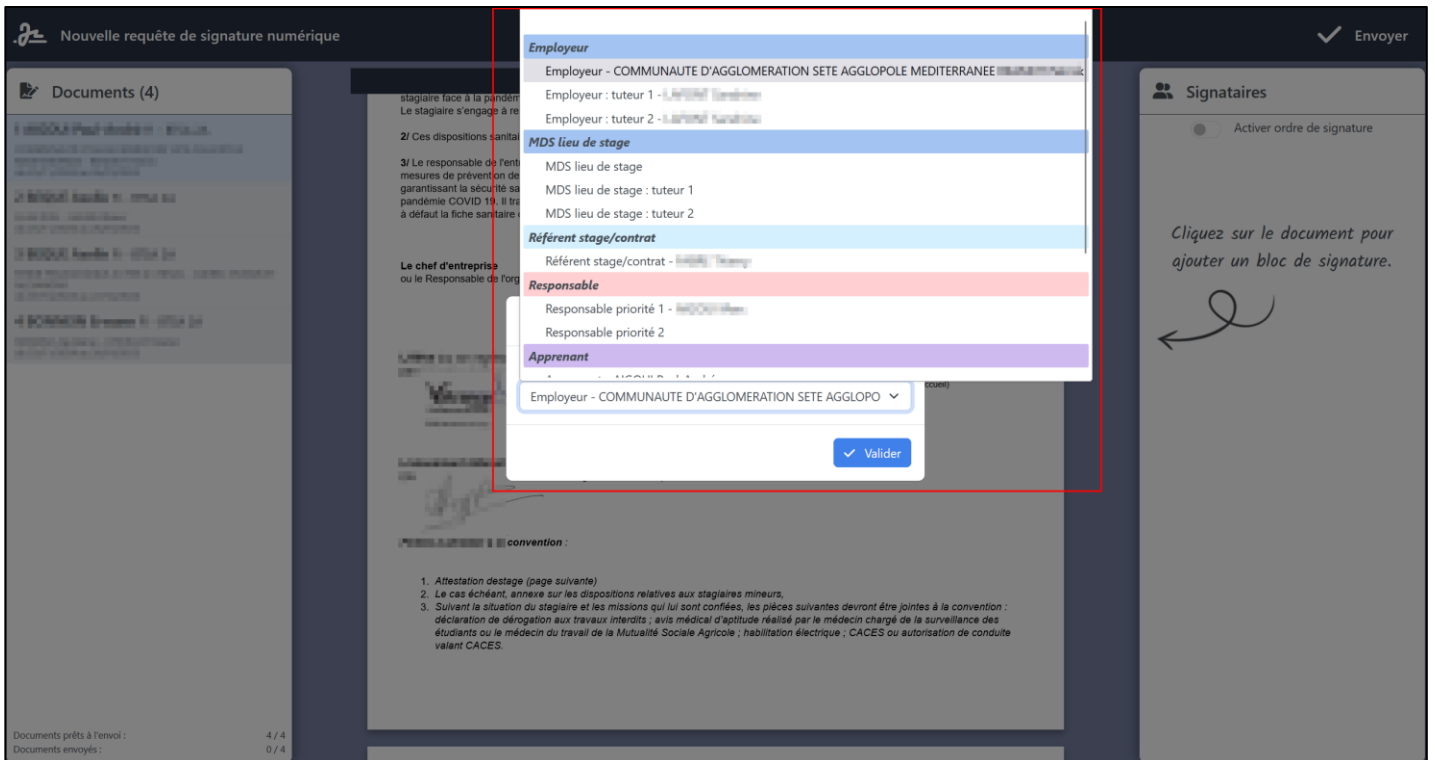 Nouvelle requête de signature numérique
Envoyer
Documents (4)
Documents prêts à l'envoi : 4 / 4
Documents envoyés : 0 / 4
stagiaire face à la pandém
Le stagiaire s'engage à re
2/ Ces dispositions sanitai
3/ Le responsable de l'ent
mesures de prévention de
garantissant la sécurité sa
pandémie COVID 19. Il tra
à défaut la fiche sanitaire
Le chef d'entreprise
ou le Responsable de l'org
Employeur
Employeur - COMMUNAUTE D'AGGLOMERATION SETE AGGLOPOLE MEDITERRANEE
Employeur : tuteur 1 -
Employeur : tuteur 2 -
MDS lieu de stage
MDS lieu de stage
MDS lieu de stage : tuteur 1
MDS lieu de stage : tuteur 2
Référent stage/contrat
Référent stage/contrat -
Responsable
Responsable priorité 1 -
Responsable priorité 2
Apprenant
ccueil)
Employeur - COMMUNAUTE D'AGGLOMERATION SETE AGGLOPO
Valider
convention :
1. Attestation destage (page suivante)
2. Le cas échéant, annexe sur les dispositions relatives aux stagiaires mineurs,
3. Suivant la situation du stagiaire et les missions qui lui sont confiées, les pièces suivantes devront être jointes à la convention :
déclaration de dérogation aux travaux interdits ; avis médical d'aptitude réalisé par le médecin chargé de la surveillance des
étudiants ou le médecin du travail de la Mutualité Sociale Agricole ; habilitation électrique ; CACES ou autorisation de conduite
valant CACES.
Signataires
Activer ordre de signature
Cliquez sur le document pour
ajouter un bloc de signature.